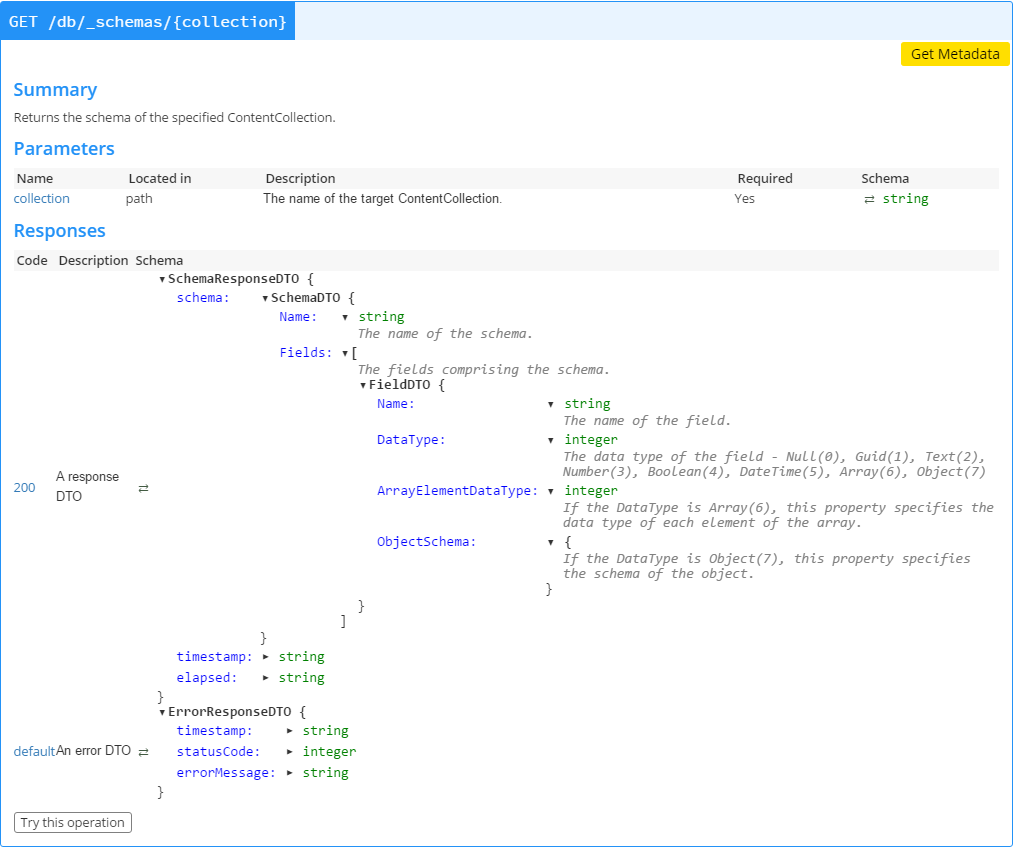 GET /db/_schemas/{collection}
Get Metadata
Summary
Returns the schema of the specified ContentCollection.
Parameters
Name Located in Description Required Schema
collection path The name of the target ContentCollection. Yes ⇄ string
Responses
Code Description Schema
▾SchemaResponseDTO {
schema: ▾SchemaDTO {
Name: ▾ string
The name of the schema.
Fields: ▾[
The fields comprising the schema.
▾FieldDTO {
Name: ▾ string
The name of the field.
DataType: ▾ integer
The data type of the field - Null(0), Guid(1), Text(2),
Number(3), Boolean(4), DateTime(5), Array(6), Object(7)
ArrayElementDataType: ▾ integer
If the DataType is Array(6), this property specifies the
data type of each element of the array.
ObjectSchema: ▾ {
If the DataType is Object(7), this property specifies
the schema of the object.
}
}
]
}
timestamp: ▸ string
elapsed: ▸ string
}
200 A response
DTO ⇄
▾ErrorResponseDTO {
timestamp: ▸ string
default An error DTO ⇄ statusCode: ▸ integer
errorMessage: ▸ string
}
Try this operation